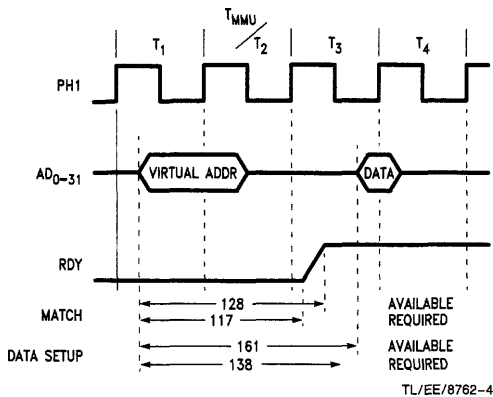 TMMU
T1 T2 T3 T4
PH1
AD0–31 VIRTUAL ADDR DATA
RDY
MATCH 128 AVAILABLE
117 REQUIRED
DATA SETUP 161 AVAILABLE
138 REQUIRED
TL/EE/8762-4